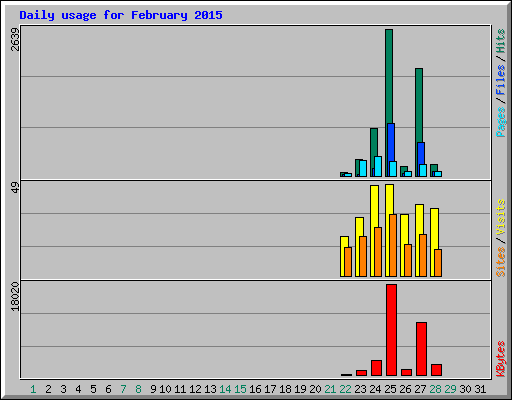 Daily usage for February 2015
2639
49
18020
Pages / Files / Hits
Sites / Visits
KBytes
1 2 3 4 5 6 7 8 9 10 11 12 13 14 15 16 17 18 19 20 21 22 23 24 25 26 27 28 29 30 31